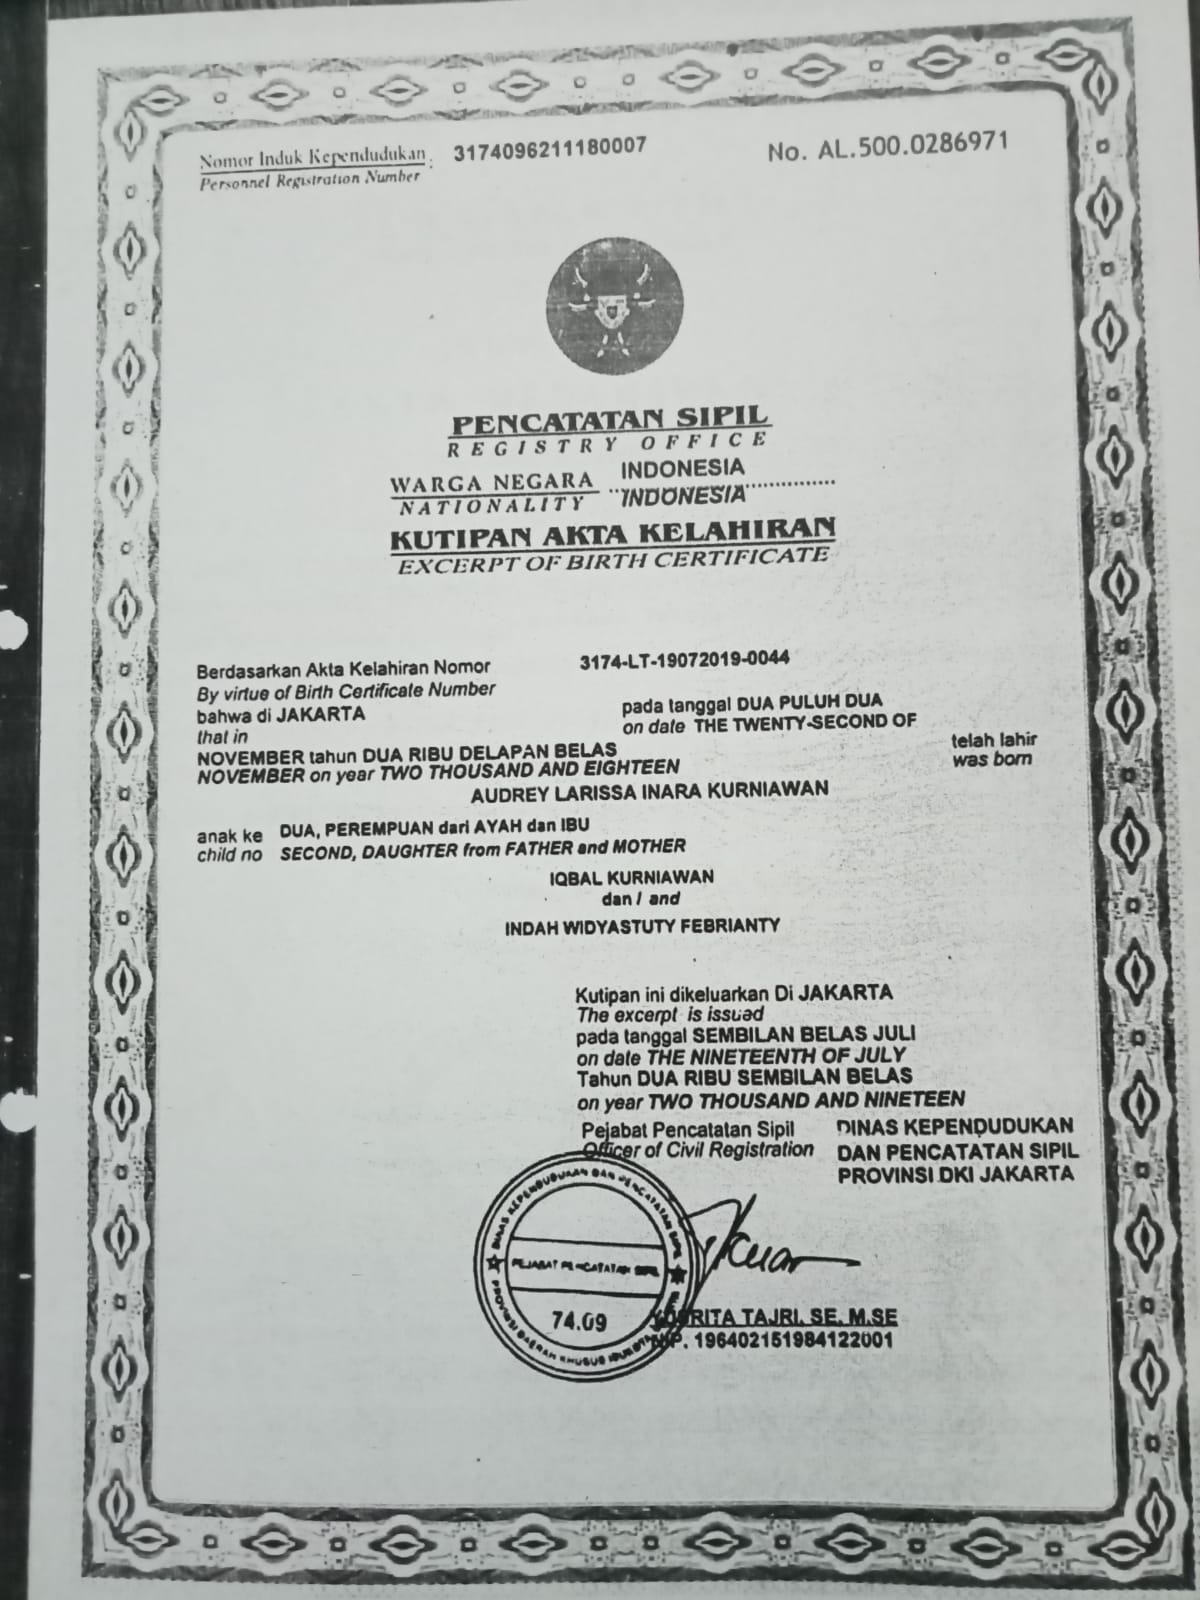 Nomor Induk Kependudukan : 3174096211180007
Personnel Registration Number
No. AL.500.0286971
PENCATATAN SIPIL
REGISTRY OFFICE
WARGA NEGARA INDONESIA
NATIONALITY INDONESIA
KUTIPAN AKTA KELAHIRAN
EXCERPT OF BIRTH CERTIFICATE
Berdasarkan Akta Kelahiran Nomor 3174-LT-19072019-0044
By virtue of Birth Certificate Number
bahwa di JAKARTA pada tanggal DUA PULUH DUA
that in on date THE TWENTY-SECOND OF
NOVEMBER tahun DUA RIBU DELAPAN BELAS telah lahir
NOVEMBER on year TWO THOUSAND AND EIGHTEEN was born
AUDREY LARISSA INARA KURNIAWAN
anak ke DUA, PEREMPUAN dari AYAH dan IBU
child no SECOND, DAUGHTER from FATHER and MOTHER
IQBAL KURNIAWAN
dan / and
INDAH WIDYASTUTY FEBRIANTY
Kutipan ini dikeluarkan Di JAKARTA
The excerpt is issued
pada tanggal SEMBILAN BELAS JULI
on date THE NINETEENTH OF JULY
Tahun DUA RIBU SEMBILAN BELAS
on year TWO THOUSAND AND NINETEEN
Pejabat Pencatatan Sipil DINAS KEPENDUDUKAN
Officer of Civil Registration DAN PENCATATAN SIPIL
PROVINSI DKI JAKARTA
DINAS KEPENDUDUKAN DAN PENCATATAN SIPIL
PEJABAT PENCATATAN SIPIL
74.09
PROVINSI DAERAH KHUSUS IBUKOTA
TAJRI, SE, M.SE
NIP. 196402151984122001